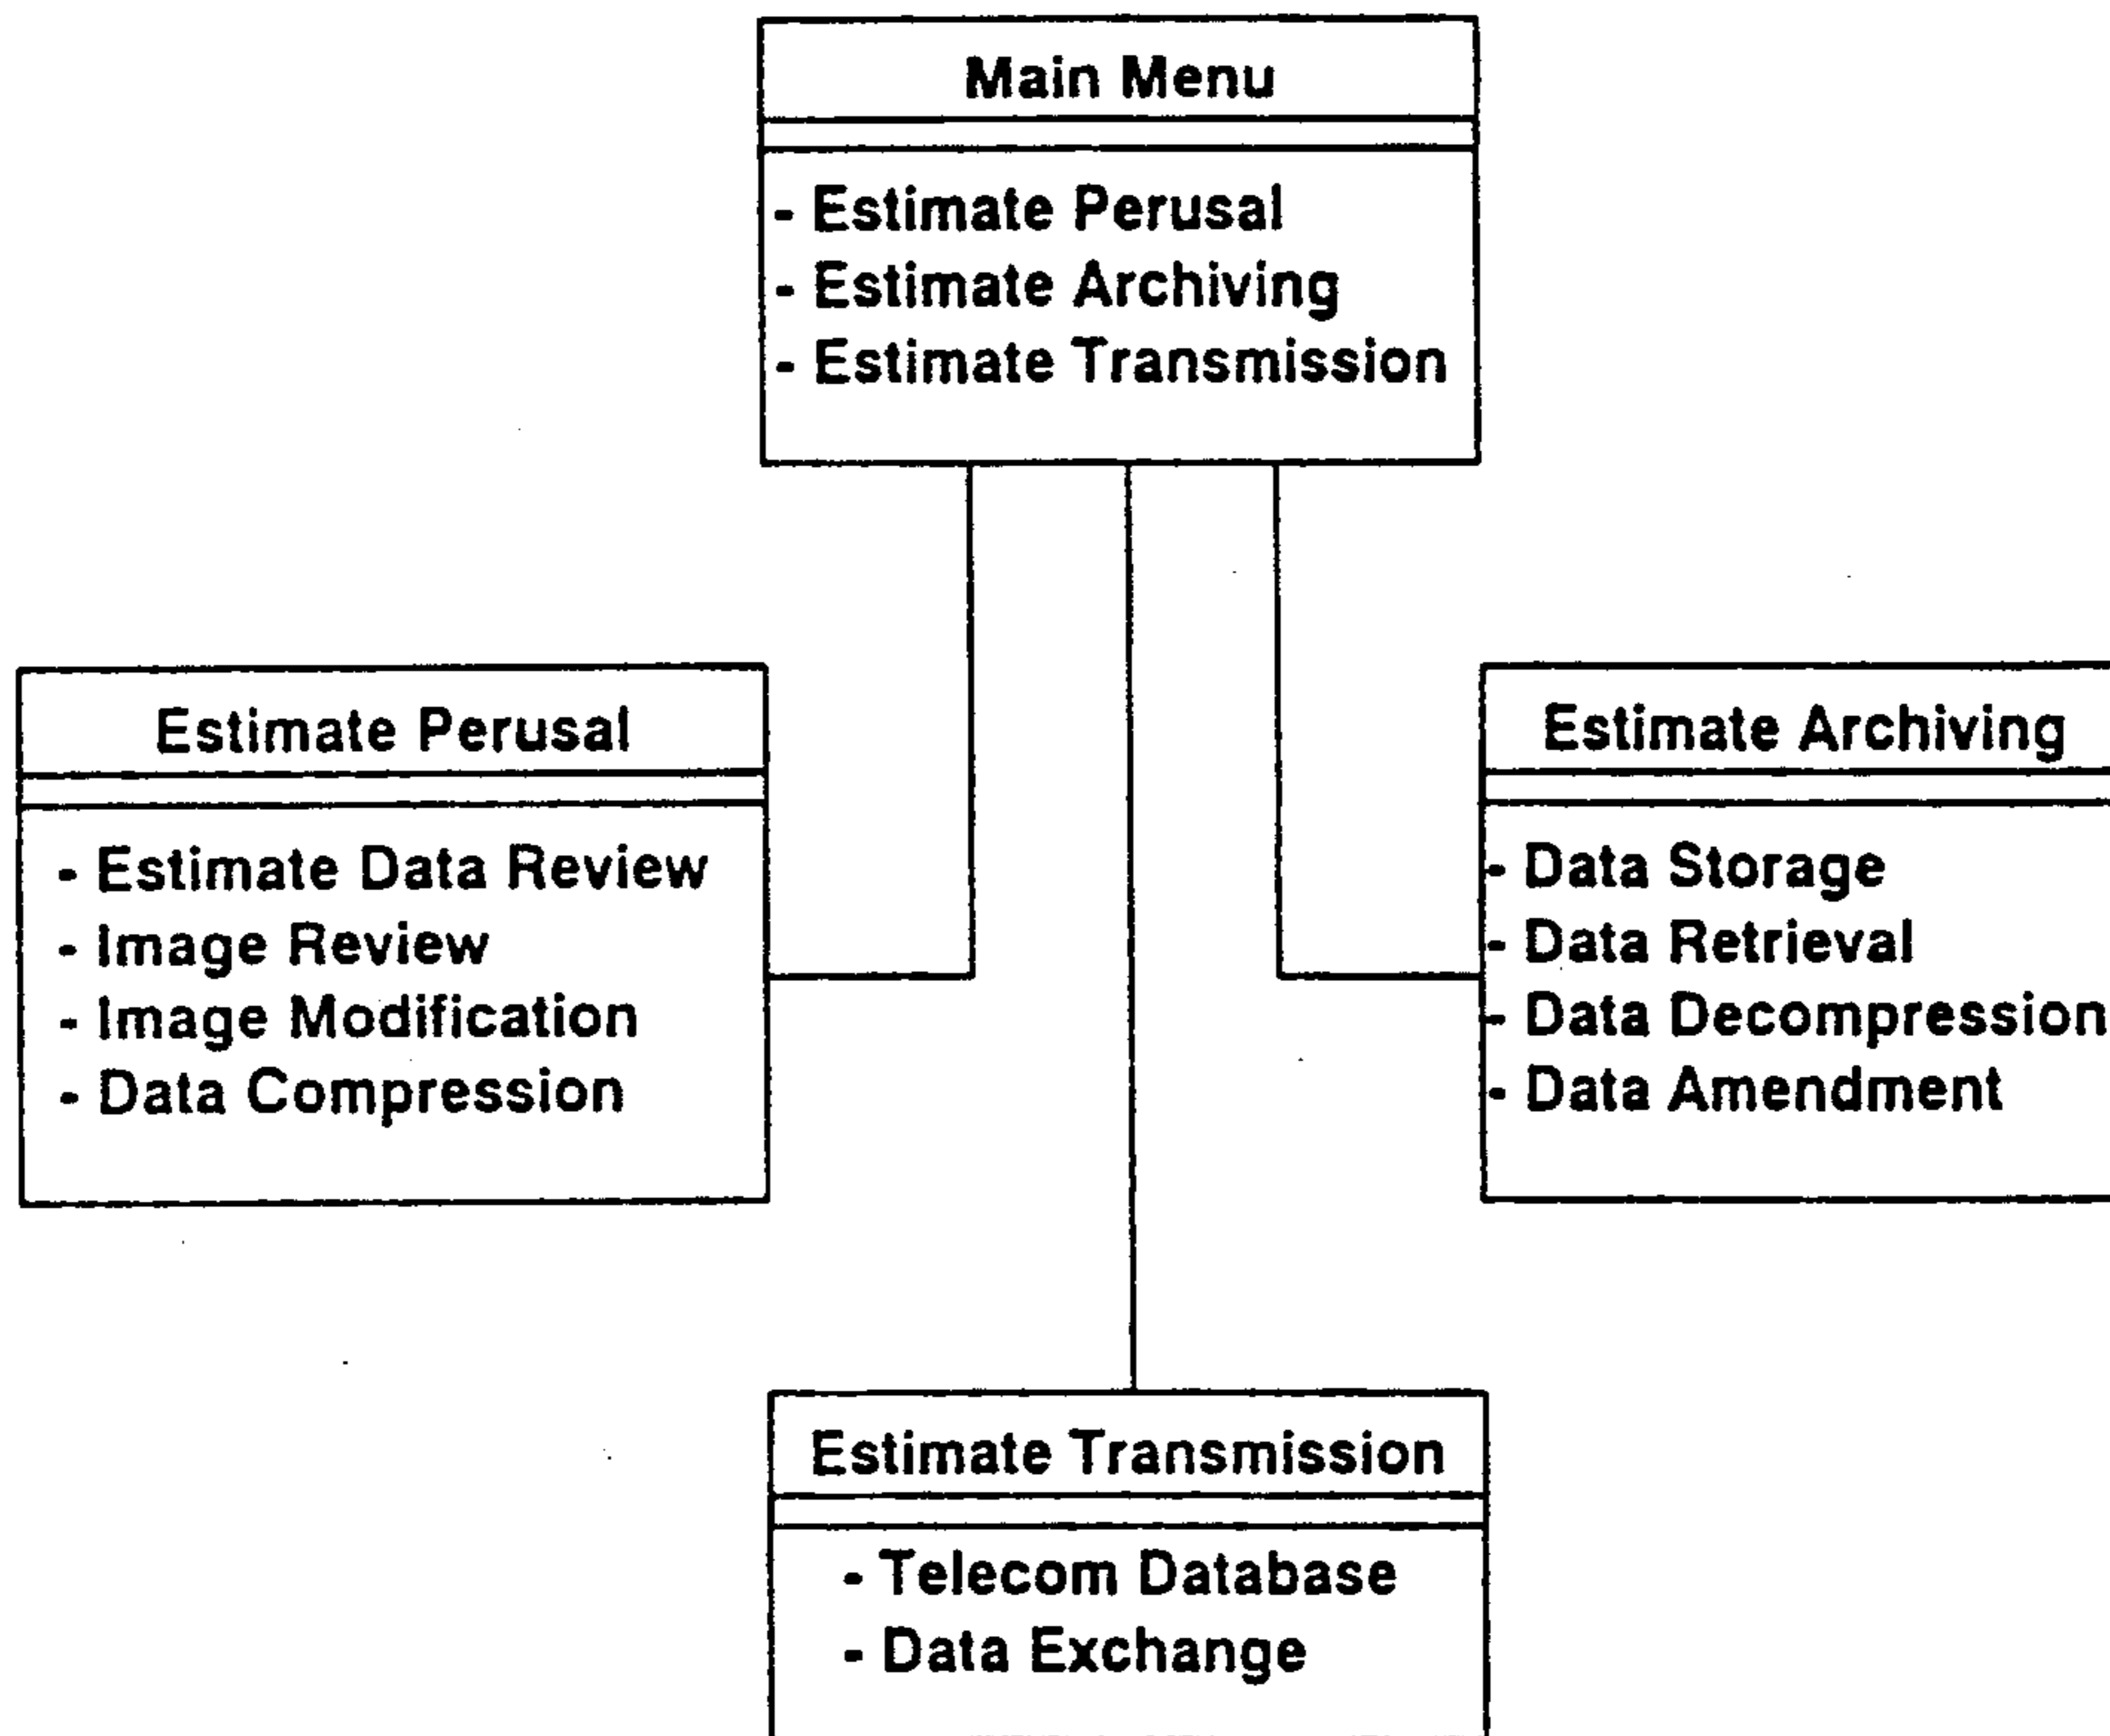 Main Menu
- Estimate Perusal
- Estimate Archiving
- Estimate Transmission
Estimate Perusal
- Estimate Data Review
- Image Review
- Image Modification
- Data Compression
Estimate Archiving
- Data Storage
- Data Retrieval
- Data Decompression
- Data Amendment
Estimate Transmission
- Telecom Database
- Data Exchange